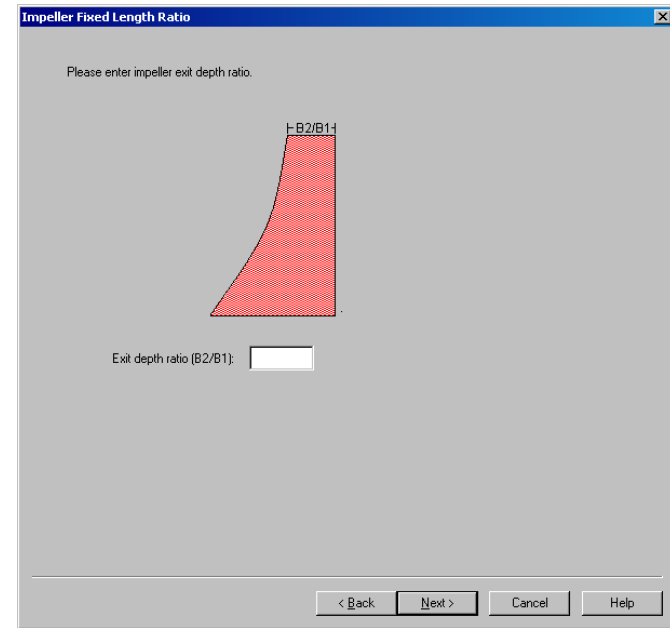 Impeller Fixed Length Ratio
Please enter impeller exit depth ratio.
B2/B1
Exit depth ratio (B2/B1):
< Back Next > Cancel Help